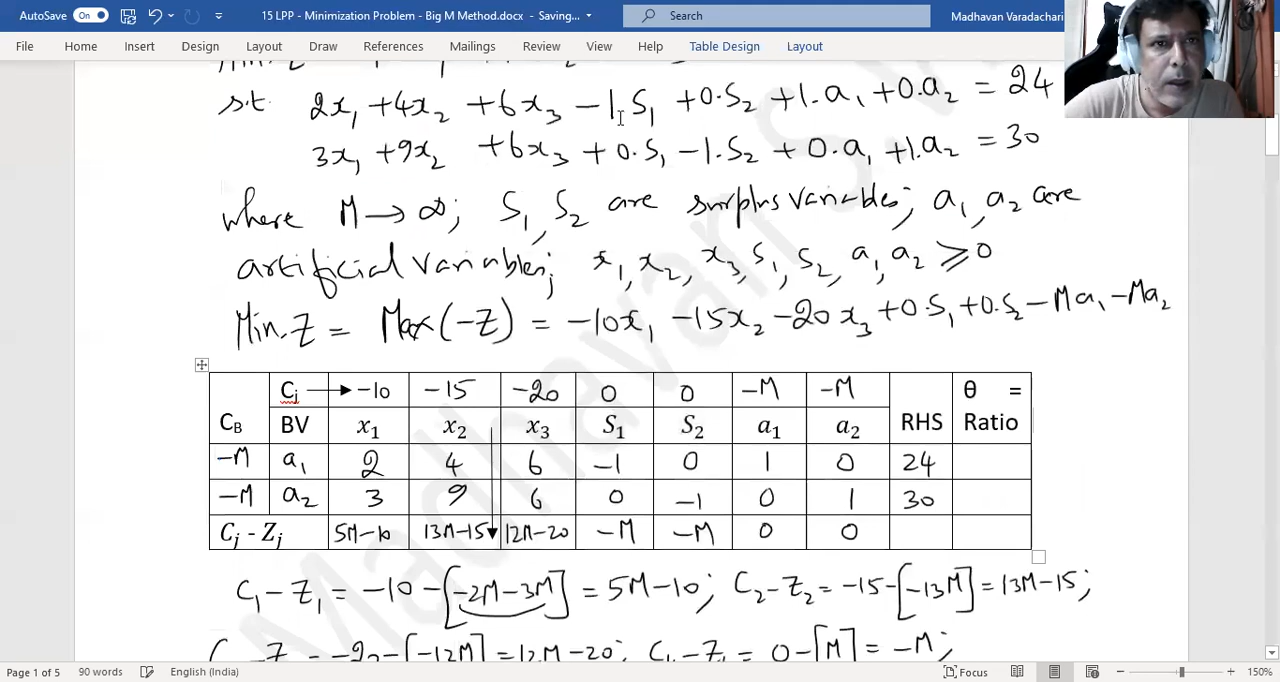 AutoSave On 15 LPP - Minimization Problem - Big M Method.docx - Saving... Search Madhavan Varadachari
File Home Insert Design Layout Draw References Mailings Review View Help Table Design Layout
s.t. 2x₁ +4x₂ +6x₃ -1S₁ +0.S₂ +1.a₁ +0.a₂ = 24
3x₁ +9x₂ +6x₃ +0.S₁ -1.S₂ +0.a₁ +1.a₂ = 30
where M → ∞; S₁, S₂ are surplus variables; a₁, a₂ are
artificial variables; x₁, x₂, x₃, S₁, S₂, a₁, a₂ ≥ 0
Min.Z = Max(-Z) = -10x₁ -15x₂ -20x₃ +0.S₁ +0.S₂ -Ma₁ -Ma₂
Cj → -10 -15 -20 0 0 -M -M θ =
C_B BV x₁ x₂ x₃ S₁ S₂ a₁ a₂ RHS Ratio
-M a₁ 2 4 6 -1 0 1 0 24
-M a₂ 3 9 6 0 -1 0 1 30
Cj - Zj 5M-10 13M-15 12M-20 -M -M 0 0
C₁-Z₁ = -10-[-2M-3M] = 5M-10; C₂-Z₂ = -15-[-13M] = 13M-15;
= -20-[-12M] = 12M-20; = 0-[M] = -M;
Page 1 of 5 90 words English (India) Focus 150%